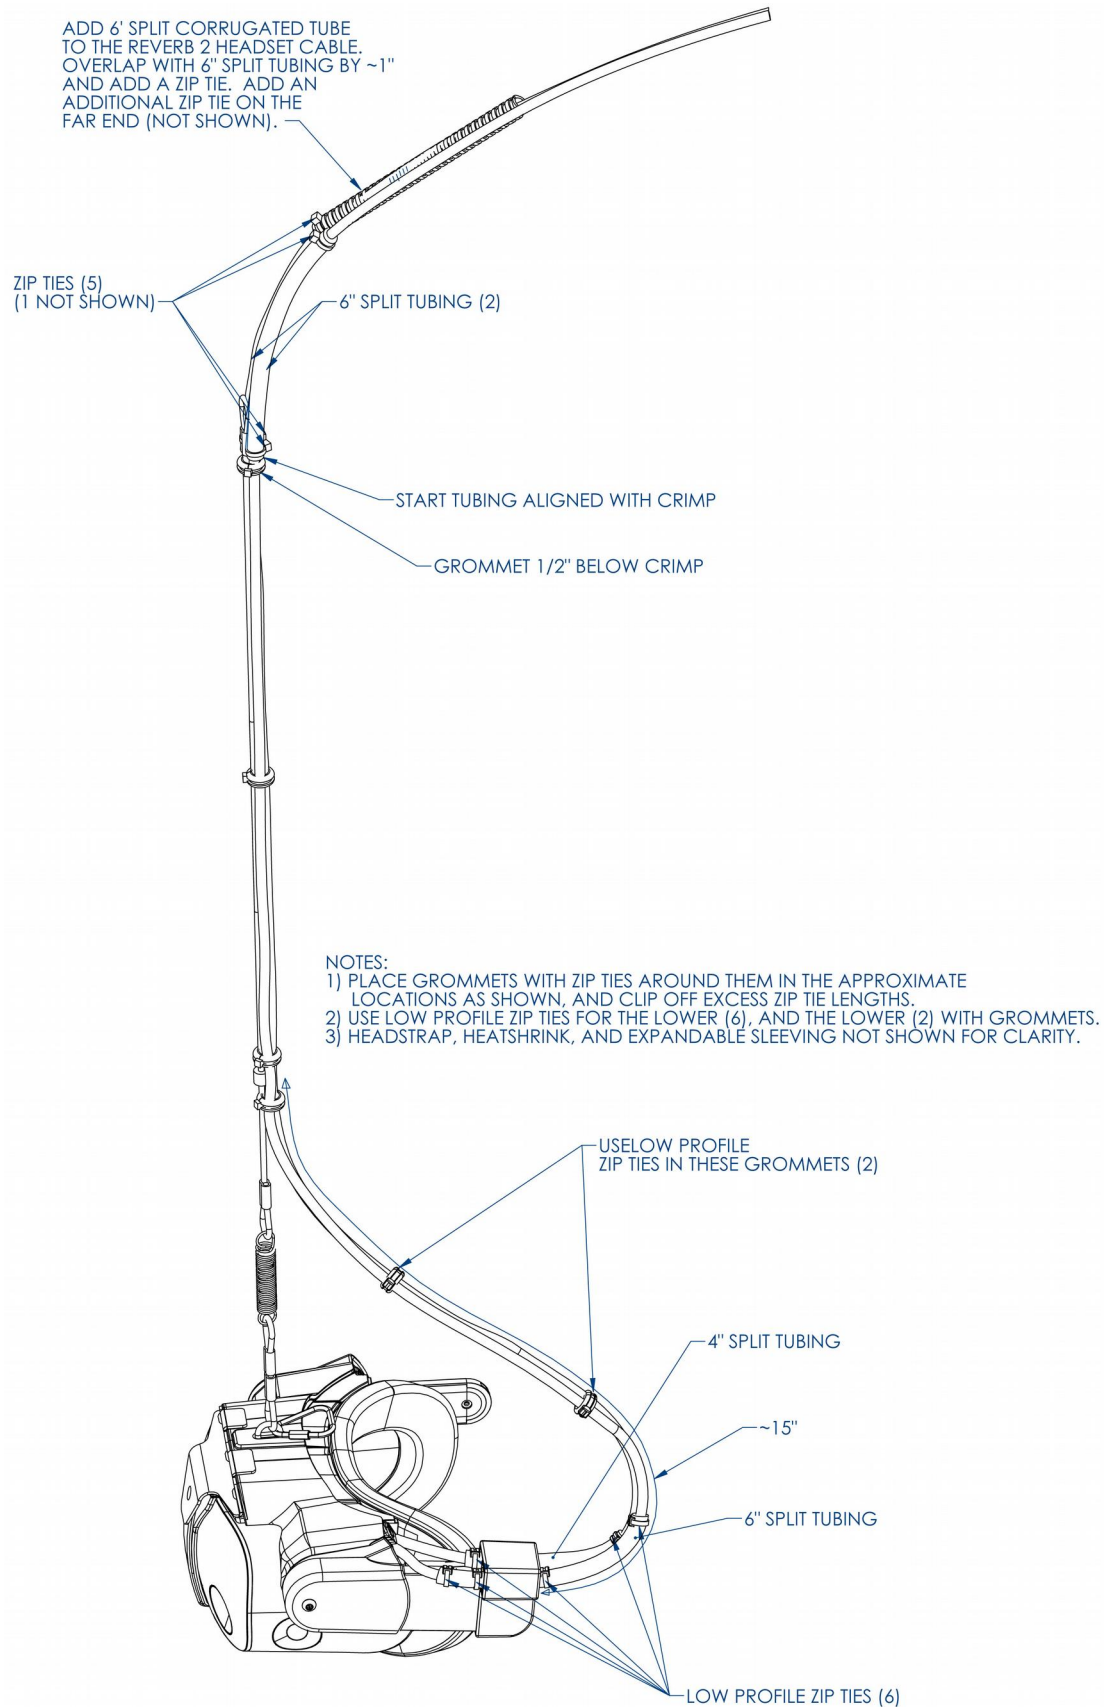 ADD 6' SPLIT CORRUGATED TUBE
TO THE REVERB 2 HEADSET CABLE.
OVERLAP WITH 6" SPLIT TUBING BY ~1"
AND ADD A ZIP TIE. ADD AN
ADDITIONAL ZIP TIE ON THE
FAR END (NOT SHOWN).
ZIP TIES (5)
(1 NOT SHOWN)
6" SPLIT TUBING (2)
START TUBING ALIGNED WITH CRIMP
GROMMET 1/2" BELOW CRIMP
NOTES:
1) PLACE GROMMETS WITH ZIP TIES AROUND THEM IN THE APPROXIMATE
LOCATIONS AS SHOWN, AND CLIP OFF EXCESS ZIP TIE LENGTHS.
2) USE LOW PROFILE ZIP TIES FOR THE LOWER (6), AND THE LOWER (2) WITH GROMMETS.
3) HEADSTRAP, HEATSHRINK, AND EXPANDABLE SLEEVING NOT SHOWN FOR CLARITY.
USELOW PROFILE
ZIP TIES IN THESE GROMMETS (2)
4" SPLIT TUBING
~15"
6" SPLIT TUBING
LOW PROFILE ZIP TIES (6)